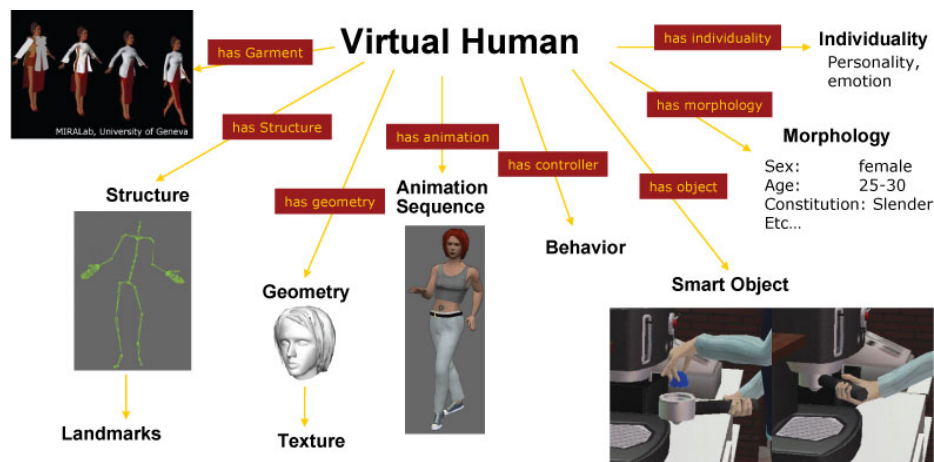 Virtual Human
has Garment
has individuality
Individuality
Personality,
emotion
MIRALab, University of Geneva
has Structure
has animation
has morphology
has controller
Morphology
Sex: female
Age: 25-30
Constitution: Slender
Etc...
has geometry
has object
Structure
Animation
Sequence
Behavior
Geometry
Smart Object
Landmarks
Texture